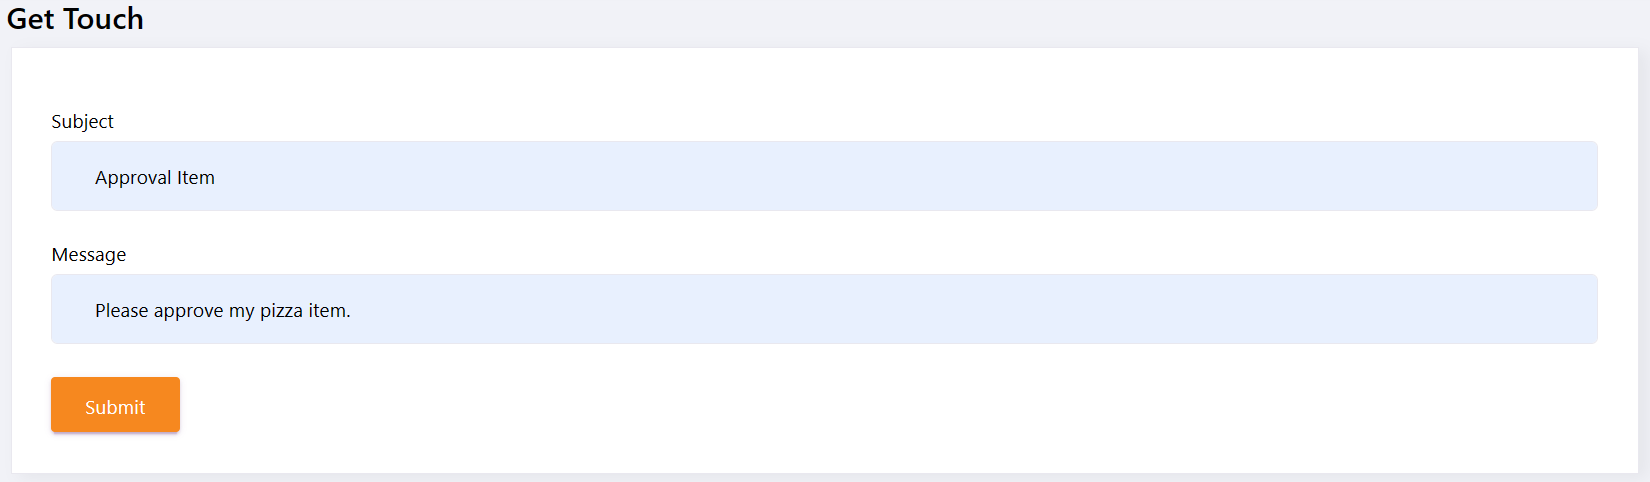 Get Touch
Subject
Approval Item
Message
Please approve my pizza item.
Submit